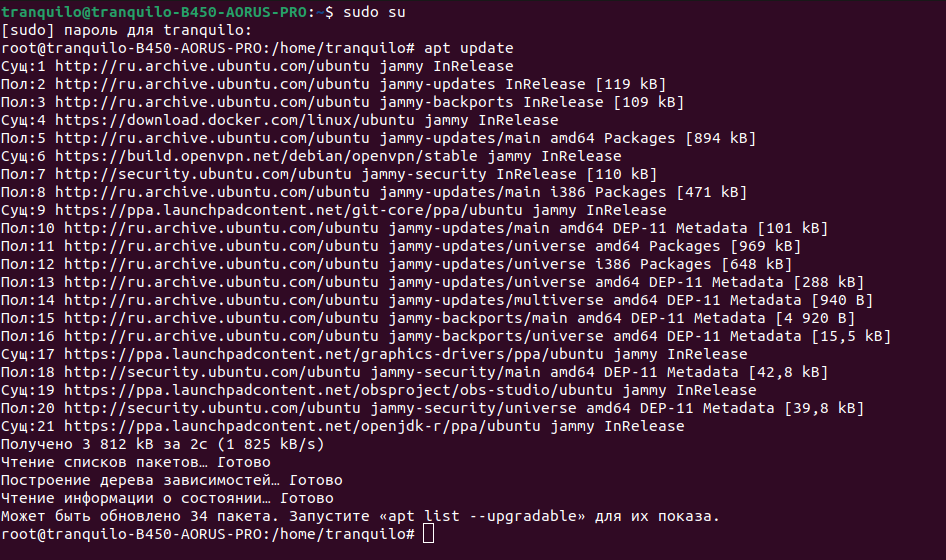 tranquilo@tranquilo-B450-AORUS-PRO:~$ sudo su
[sudo] пароль для tranquilo:
root@tranquilo-B450-AORUS-PRO:/home/tranquilo# apt update
Сущ:1 http://ru.archive.ubuntu.com/ubuntu jammy InRelease
Пол:2 http://ru.archive.ubuntu.com/ubuntu jammy-updates InRelease [119 kB]
Пол:3 http://ru.archive.ubuntu.com/ubuntu jammy-backports InRelease [109 kB]
Сущ:4 https://download.docker.com/linux/ubuntu jammy InRelease
Пол:5 http://ru.archive.ubuntu.com/ubuntu jammy-updates/main amd64 Packages [894 kB]
Сущ:6 https://build.openvpn.net/debian/openvpn/stable jammy InRelease
Пол:7 http://security.ubuntu.com/ubuntu jammy-security InRelease [110 kB]
Пол:8 http://ru.archive.ubuntu.com/ubuntu jammy-updates/main i386 Packages [471 kB]
Сущ:9 https://ppa.launchpadcontent.net/git-core/ppa/ubuntu jammy InRelease
Пол:10 http://ru.archive.ubuntu.com/ubuntu jammy-updates/main amd64 DEP-11 Metadata [101 kB]
Пол:11 http://ru.archive.ubuntu.com/ubuntu jammy-updates/universe amd64 Packages [969 kB]
Пол:12 http://ru.archive.ubuntu.com/ubuntu jammy-updates/universe i386 Packages [648 kB]
Пол:13 http://ru.archive.ubuntu.com/ubuntu jammy-updates/universe amd64 DEP-11 Metadata [288 kB]
Пол:14 http://ru.archive.ubuntu.com/ubuntu jammy-updates/multiverse amd64 DEP-11 Metadata [940 B]
Пол:15 http://ru.archive.ubuntu.com/ubuntu jammy-backports/main amd64 DEP-11 Metadata [4 920 B]
Пол:16 http://ru.archive.ubuntu.com/ubuntu jammy-backports/universe amd64 DEP-11 Metadata [15,5 kB]
Сущ:17 https://ppa.launchpadcontent.net/graphics-drivers/ppa/ubuntu jammy InRelease
Пол:18 http://security.ubuntu.com/ubuntu jammy-security/main amd64 DEP-11 Metadata [42,8 kB]
Сущ:19 https://ppa.launchpadcontent.net/obsproject/obs-studio/ubuntu jammy InRelease
Пол:20 http://security.ubuntu.com/ubuntu jammy-security/universe amd64 DEP-11 Metadata [39,8 kB]
Сущ:21 https://ppa.launchpadcontent.net/openjdk-r/ppa/ubuntu jammy InRelease
Получено 3 812 kB за 2с (1 825 kB/s)
Чтение списков пакетов… Готово
Построение дерева зависимостей… Готово
Чтение информации о состоянии… Готово
Может быть обновлено 34 пакета. Запустите «apt list --upgradable» для их показа.
root@tranquilo-B450-AORUS-PRO:/home/tranquilo#